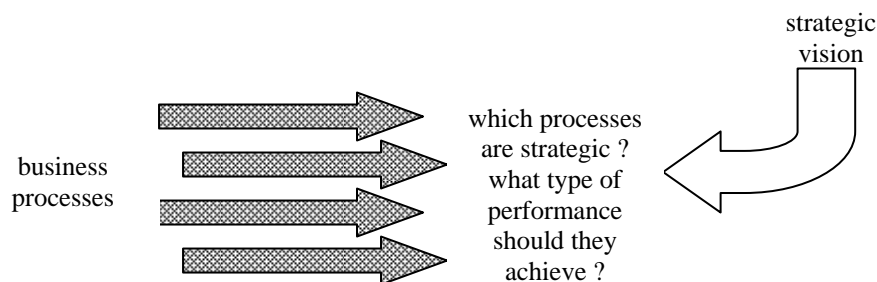 strategic
vision
business
processes
which processes
are strategic ?
what type of
performance
should they
achieve ?